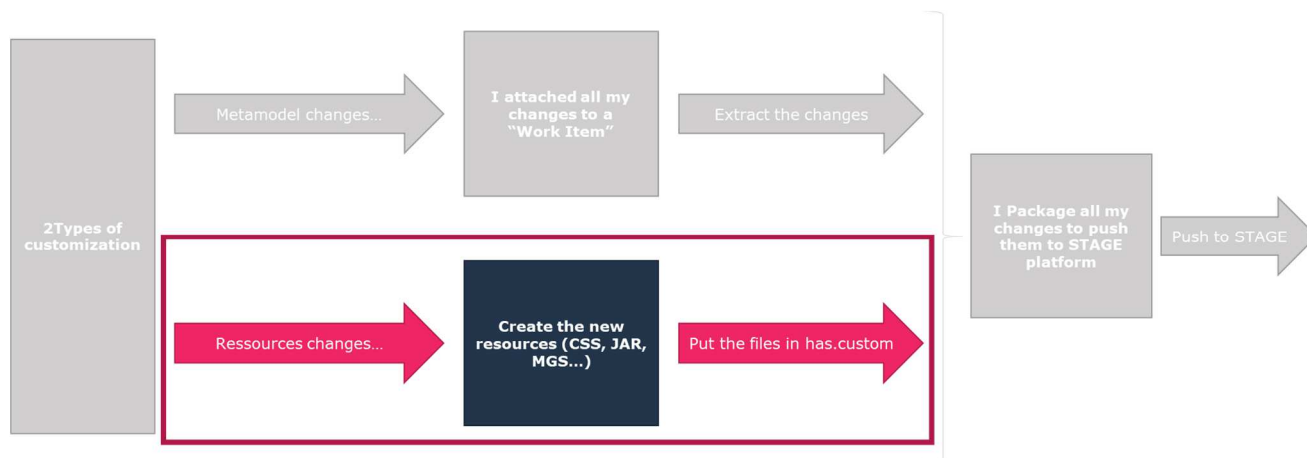 2Types of
customization
Metamodel changes…
I attached all my
changes to a
“Work Item”
Extract the changes
Ressources changes…
Create the new
resources (CSS, JAR,
MGS…)
Put the files in has.custom
I Package all my
changes to push
them to STAGE
platform
Push to STAGE